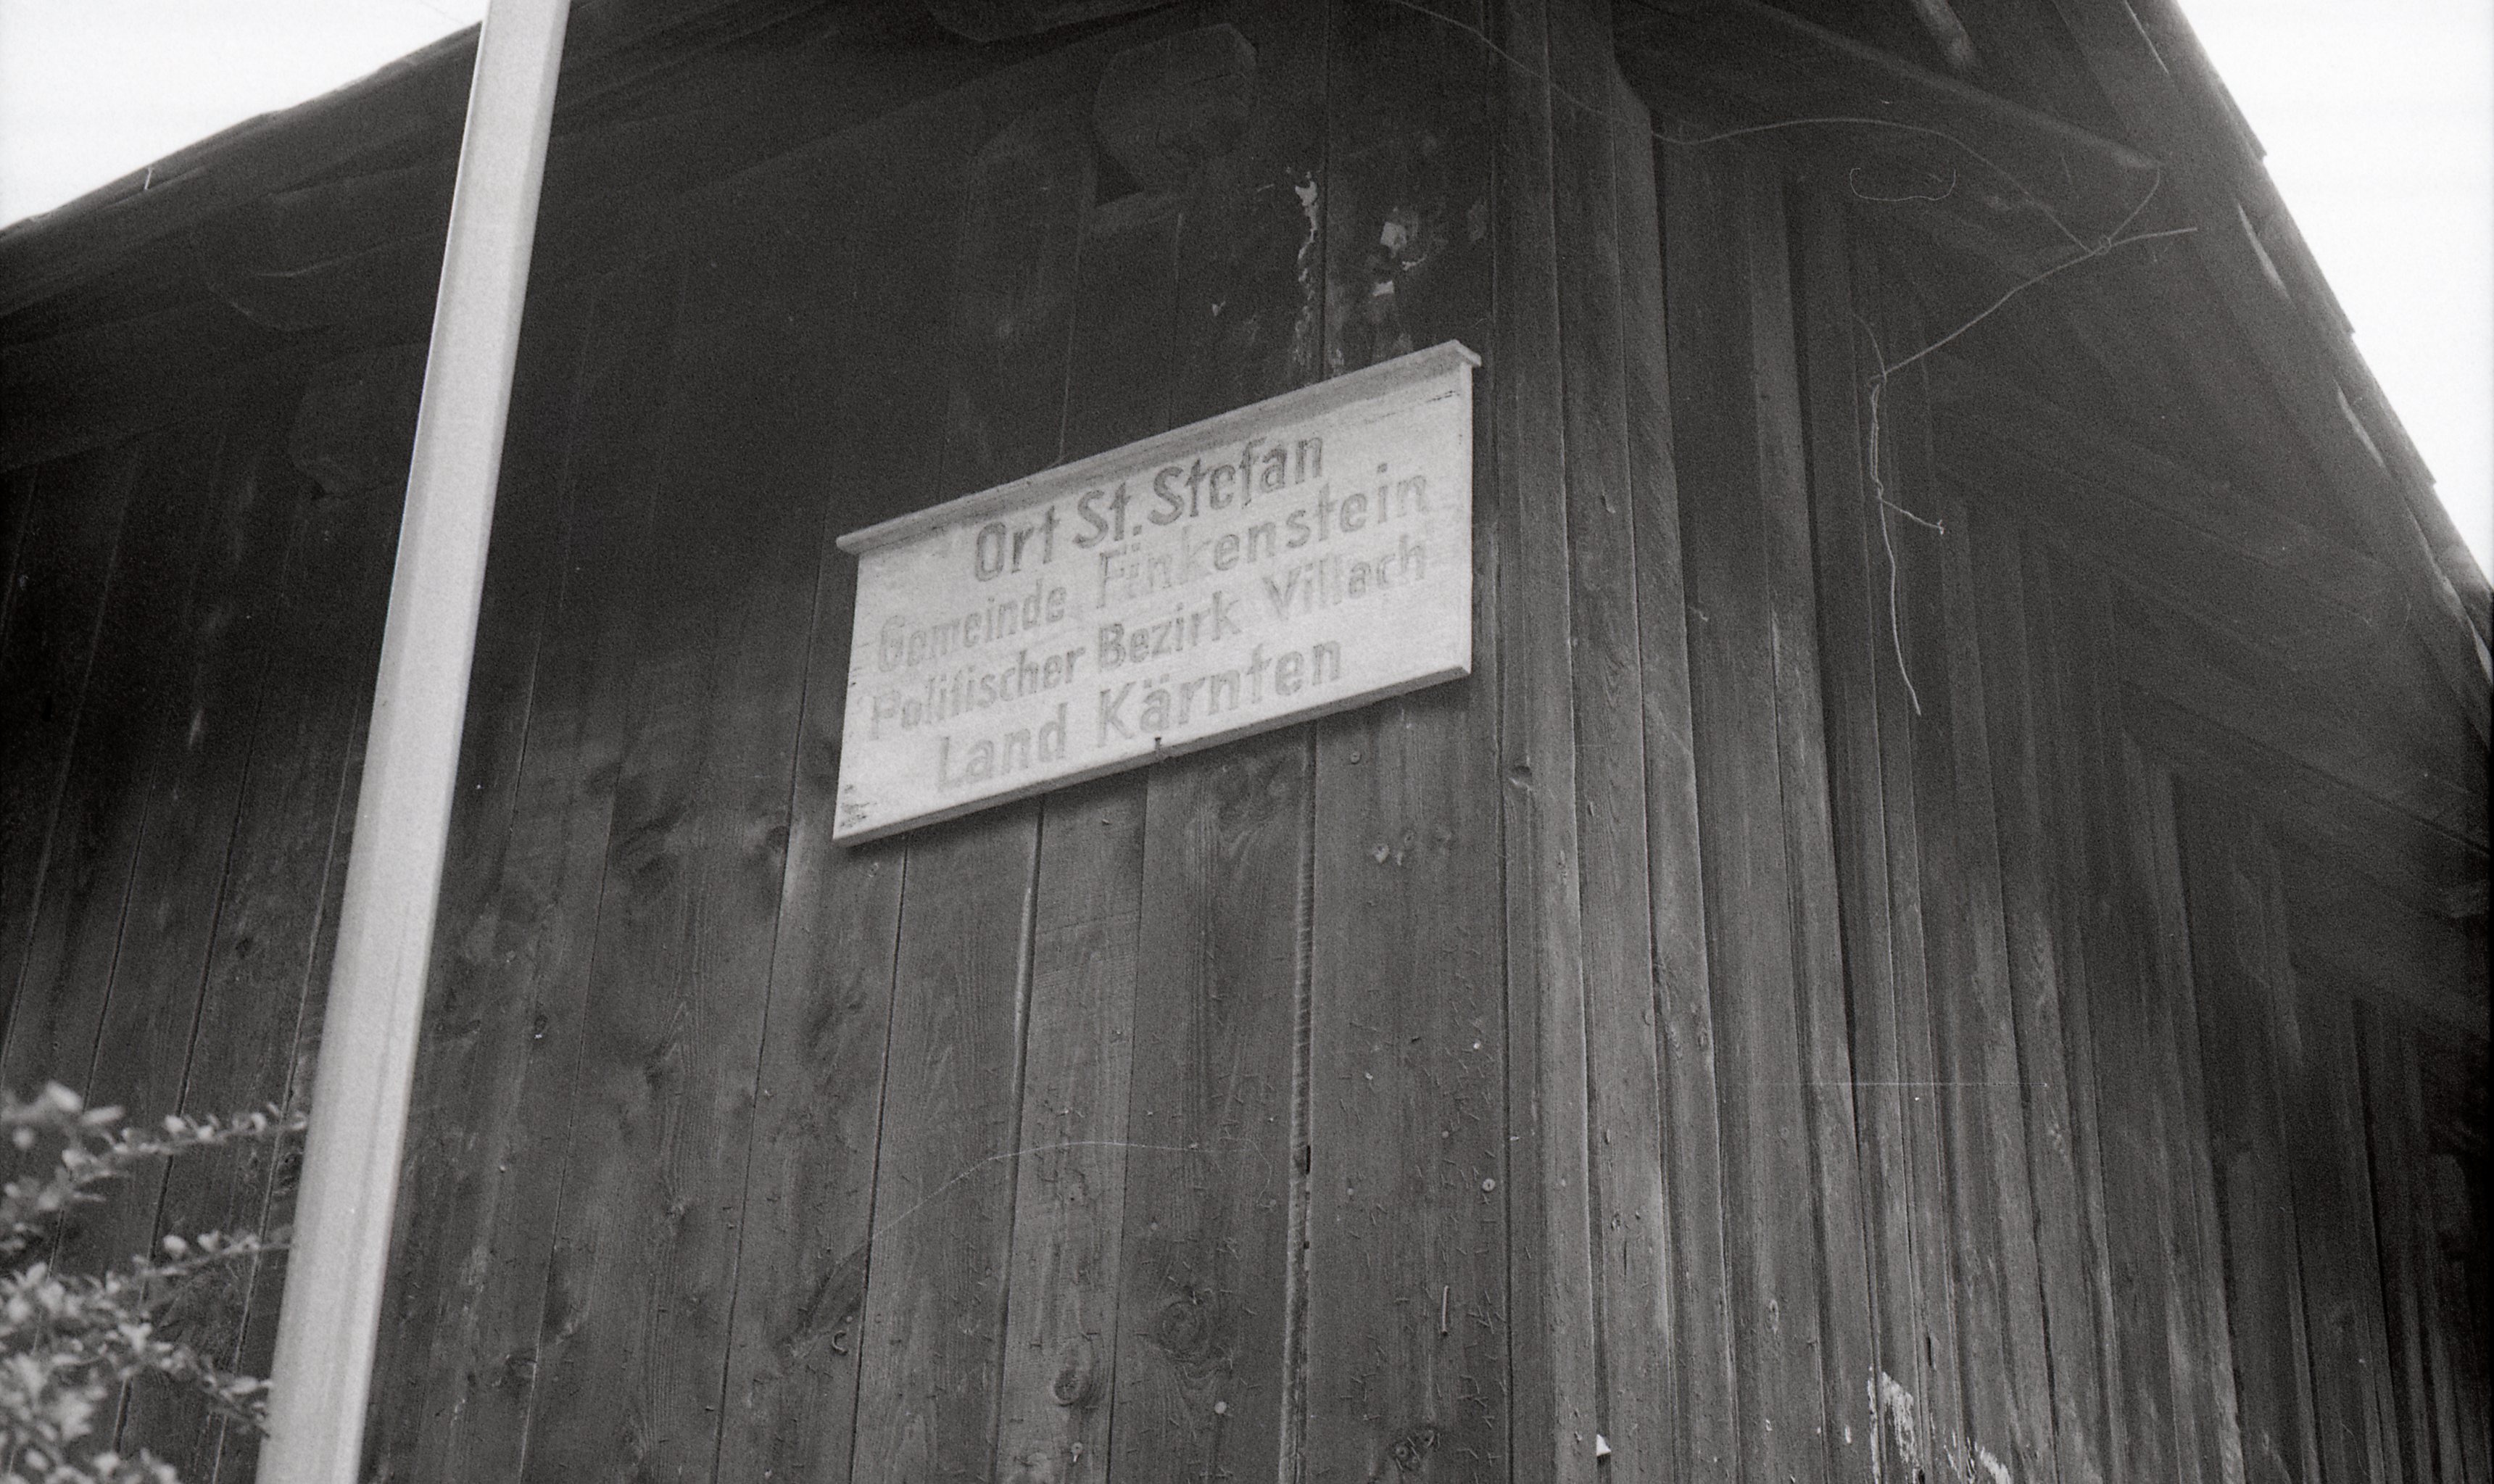 Ort St. Stefan
Gemeinde Finkenstein
Politischer Bezirk Villach
Land Kärnten